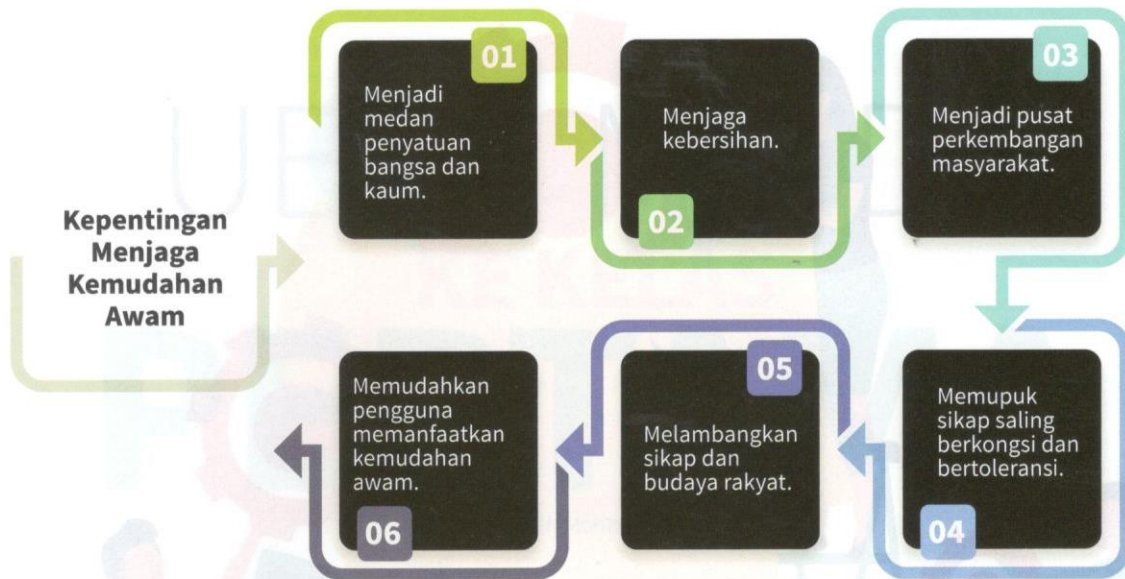 Kepentingan
Menjaga
Kemudahan
Awam
01
Menjadi
medan
penyatuan
bangsa dan
kaum.
Menjaga
kebersihan.
02
03
Menjadi pusat
perkembangan
masyarakat.
Memupuk
sikap saling
berkongsi dan
bertoleransi.
04
05
Melambangkan
sikap dan
budaya rakyat.
Memudahkan
pengguna
memanfaatkan
kemudahan
awam.
06